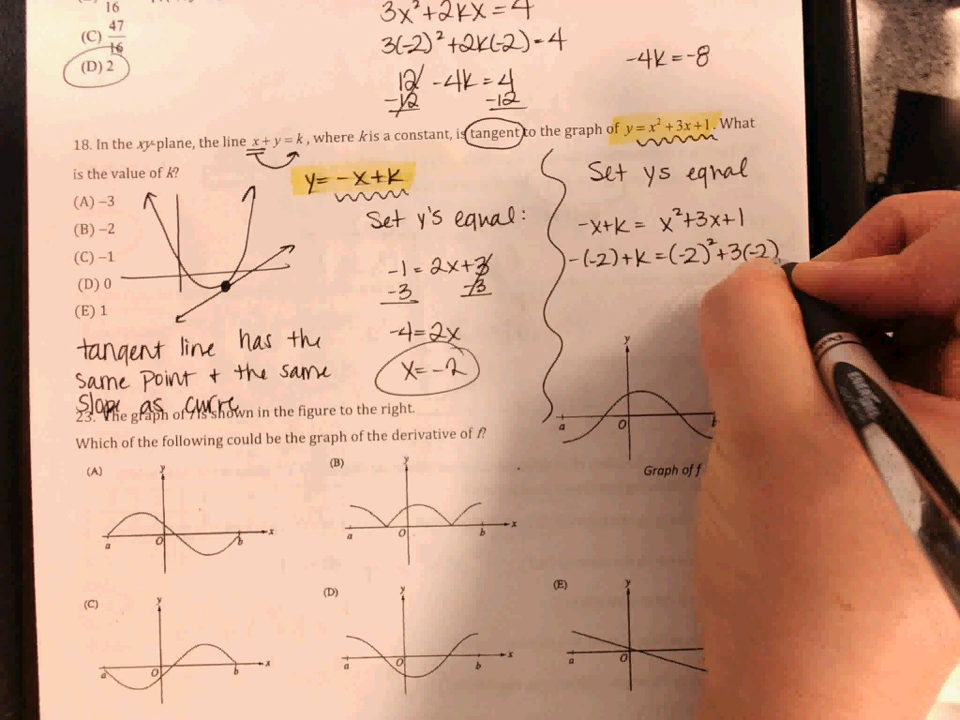 16
(C) 47
16
(D) 2
3x²+2kx=4
3(-2)²+2k(-2)=4
12 -4k=4
-12 -12
-4k=-8
18. In the xy-plane, the line x + y = k, where k is a constant, is tangent to the graph of y = x² + 3x + 1. What
is the value of k?
(A) –3
(B) –2
(C) –1
(D) 0
(E) 1
y= -x+k
Set y's equal:
-1 = 2x+3
-3 -3
-4=2x
x=-2
tangent line has the
same point + the same
slope as curve
Set ys equal
-x+k = x²+3x+1
-(-2)+k=(-2)²+3(-2)
23. The graph of f is shown in the figure to the right.
Which of the following could be the graph of the derivative of f?
y
a
O
Graph of f
(A)
y
a
O
b
x
(B)
y
a
O
b
x
(C)
y
a
O
b
x
(D)
y
a
O
b
x
(E)
y
a
O